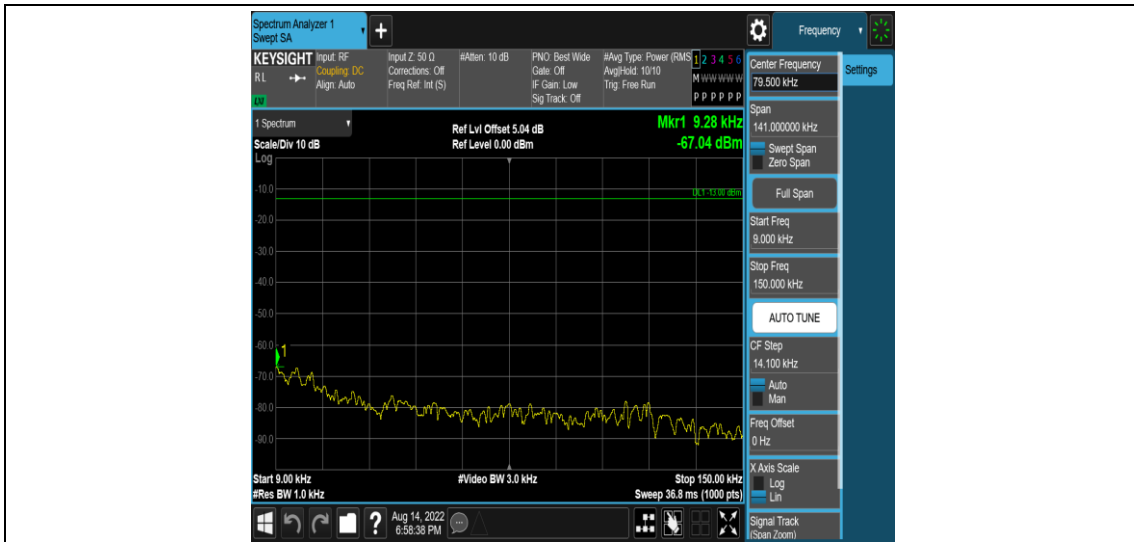 Spectrum Analyzer 1
Swept SA
Frequency
KEYSIGHT
RL
Input: RF
Coupling: DC
Align: Auto
Input Z: 50 Ω
Corrections: Off
Freq Ref: Int (S)
#Atten: 10 dB
PNO: Best Wide
Gate: Off
IF Gain: Low
Sig Track: Off
#Avg Type: Power (RMS
Avg|Hold: 10/10
Trig: Free Run
1 2 3 4 5 6
M W W W W W
P P P P P P
1 Spectrum
Scale/Div 10 dB
Ref Lvl Offset 5.04 dB
Ref Level 0.00 dBm
Mkr1 9.28 kHz
-67.04 dBm
Log
DL1 -13.00 dBm
-10.0
-20.0
-30.0
-40.0
-50.0
-60.0
1
-70.0
-80.0
-90.0
Start 9.00 kHz
#Res BW 1.0 kHz
#Video BW 3.0 kHz
Stop 150.00 kHz
Sweep 36.8 ms (1000 pts)
Aug 14, 2022
6:58:38 PM
Center Frequency
79.500 kHz
Settings
Span
141.000000 kHz
Swept Span
Zero Span
Full Span
Start Freq
9.000 kHz
Stop Freq
150.000 kHz
AUTO TUNE
CF Step
14.100 kHz
Auto
Man
Freq Offset
0 Hz
X Axis Scale
Log
Lin
Signal Track
(Span Zoom)